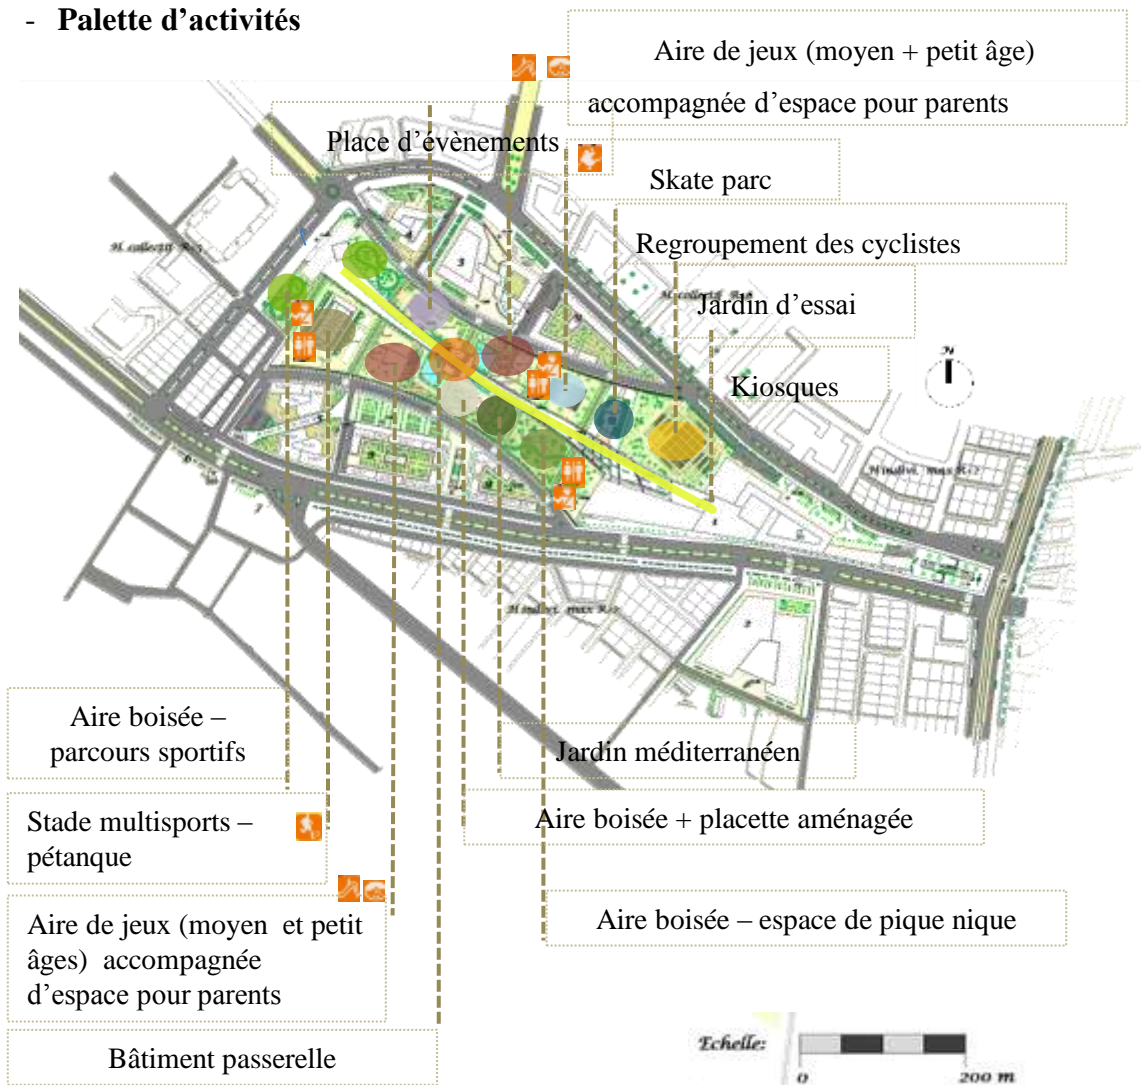 - Palette d’activités
Aire de jeux (moyen + petit âge)
accompagnée d’espace pour parents
Place d’évènements
Skate parc
Regroupement des cyclistes
Jardin d’essai
Kiosques
H collectif R+5
N
Aire boisée –
parcours sportifs
Jardin méditerranéen
Stade multisports –
pétanque
Aire boisée + placette aménagée
Aire de jeux (moyen et petit
âges) accompagnée
d’espace pour parents
Aire boisée – espace de pique nique
Bâtiment passerelle
Echelle:
0 200 m